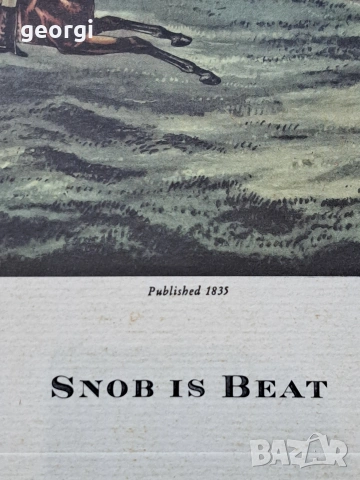 georgi
Published 1835
SNOB IS BEAT
BAZAR